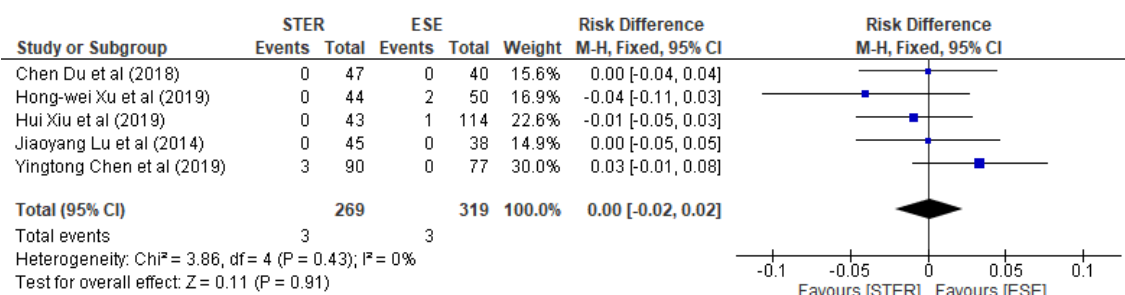 STER ESE Risk Difference Risk Difference
Study or Subgroup Events Total Events Total Weight M-H, Fixed, 95% CI M-H, Fixed, 95% CI
Chen Du et al (2018) 0 47 0 40 15.6% 0.00 [-0.04, 0.04]
Hong-wei Xu et al (2019) 0 44 2 50 16.9% -0.04 [-0.11, 0.03]
Hui Xiu et al (2019) 0 43 1 114 22.6% -0.01 [-0.05, 0.03]
Jiaoyang Lu et al (2014) 0 45 0 38 14.9% 0.00 [-0.05, 0.05]
Yingtong Chen et al (2019) 3 90 0 77 30.0% 0.03 [-0.01, 0.08]
Total (95% CI) 269 319 100.0% 0.00 [-0.02, 0.02]
Total events 3 3
Heterogeneity: Chi² = 3.86, df = 4 (P = 0.43); I² = 0%
Test for overall effect: Z = 0.11 (P = 0.91)
-0.1 -0.05 0 0.05 0.1
Favours [STER] Favours [ESE]